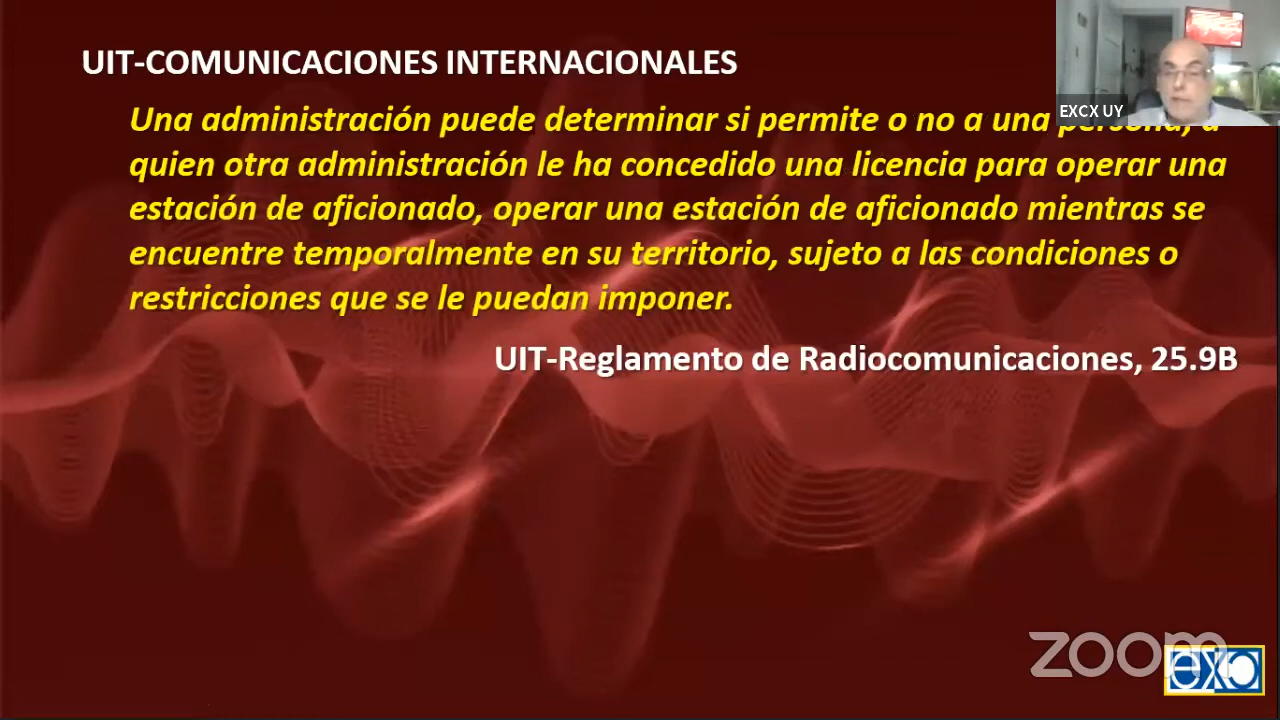 UIT-COMUNICACIONES INTERNACIONALES
EXCX UY
Una administración puede determinar si permite o no a una persona, a
quien otra administración le ha concedido una licencia para operar una
estación de aficionado, operar una estación de aficionado mientras se
encuentre temporalmente en su territorio, sujeto a las condiciones o
restricciones que se le puedan imponer.
UIT-Reglamento de Radiocomunicaciones, 25.9B
zoom